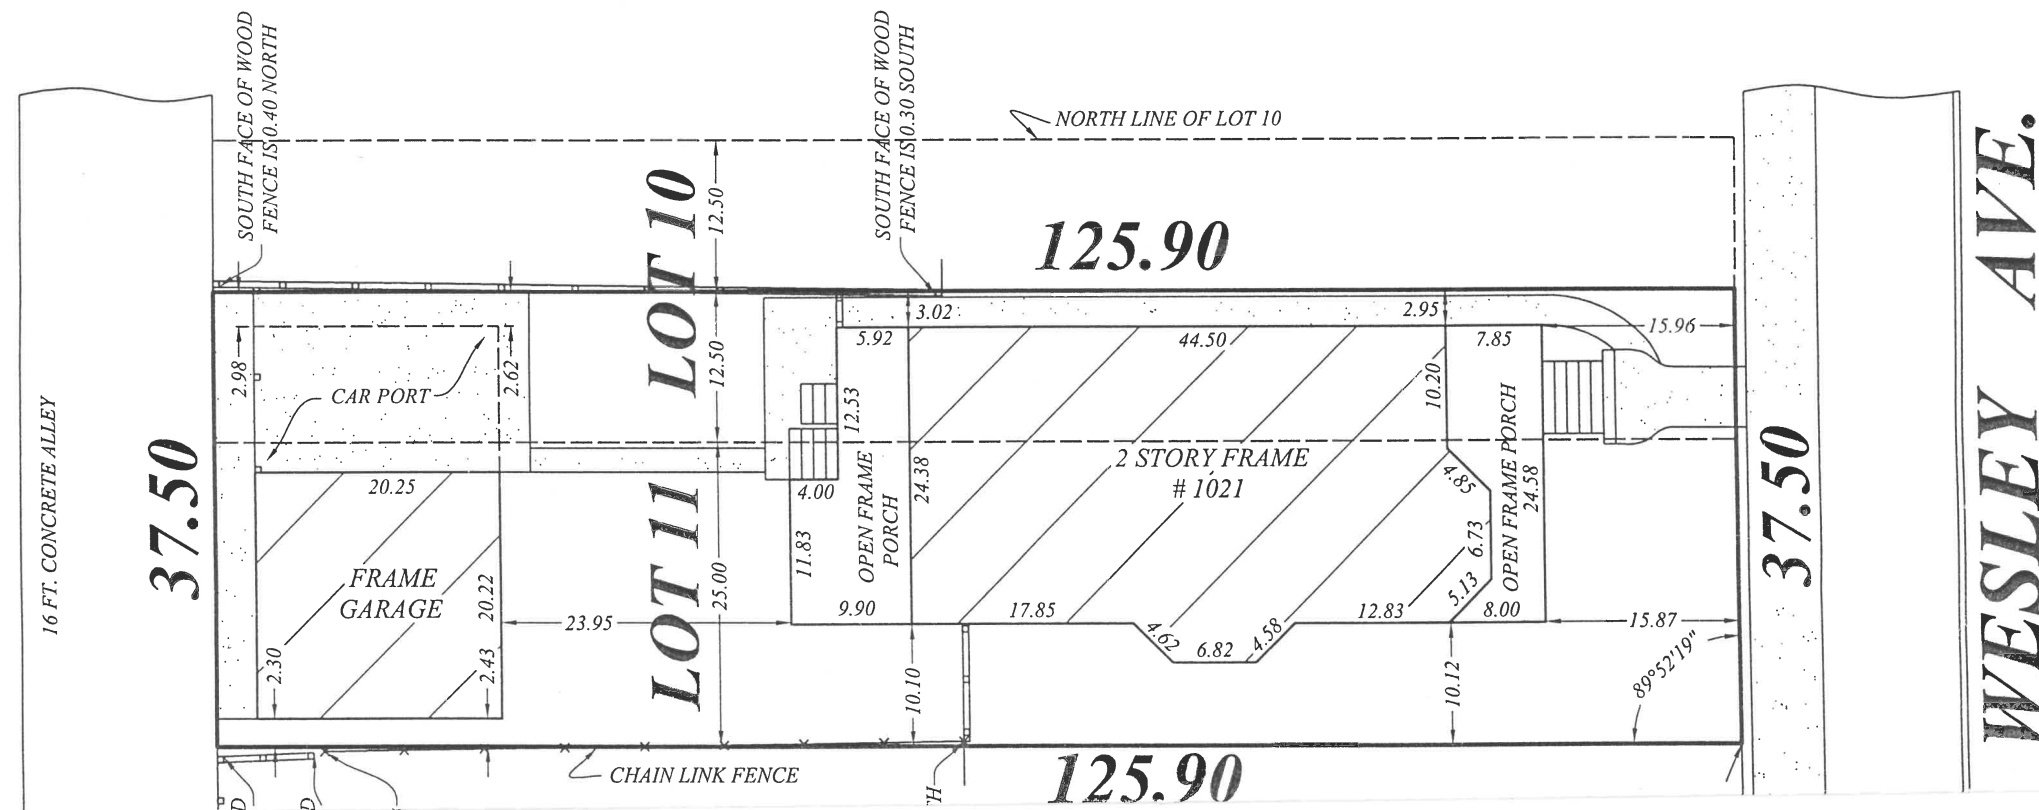 SOUTH FACE OF WOOD
FENCE IS 0.40 NORTH
SOUTH FACE OF WOOD
FENCE IS 0.30 SOUTH
NORTH LINE OF LOT 10
12.50
LOT 10
125.90
WESLEY AVE.
16 FT. CONCRETE ALLEY
37.50
2.98
CAR PORT
2.62
12.50
LOT 10
3.02
5.92
44.50
2.95
7.85
15.96
12.53
10.20
20.25
4.00
OPEN FRAME
PORCH
24.38
2 STORY FRAME
# 1021
4.85
6.73
5.13
OPEN FRAME PORCH
24.58
37.50
FRAME
GARAGE
20.22
2.30
2.43
23.95
LOT 11
25.00
11.83
9.90
17.85
4.62
6.82
4.58
12.83
8.00
15.87
10.10
10.12
89°52'19"
CHAIN LINK FENCE
125.90
D
D
TH